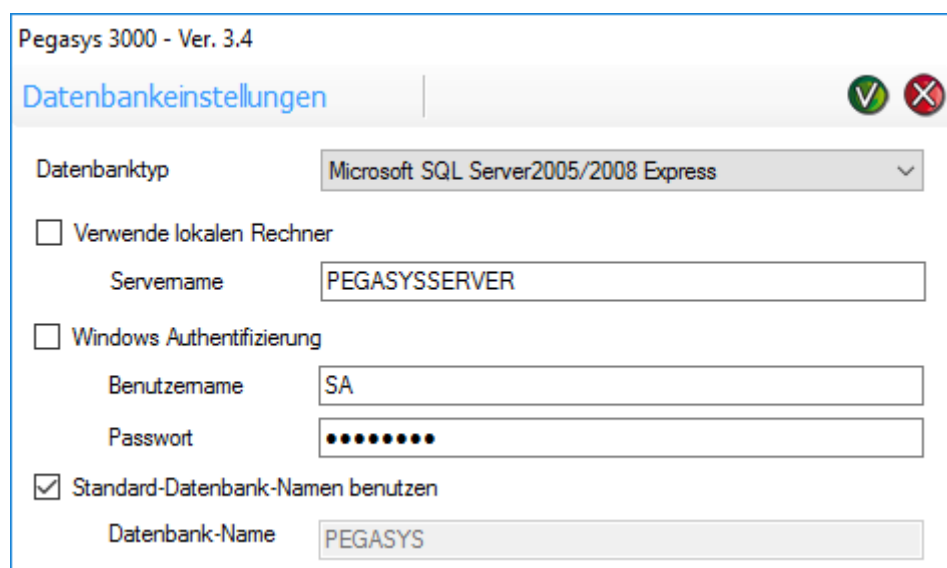 Pegasys 3000 - Ver. 3.4
Datenbankeinstellungen
Datenbanktyp Microsoft SQL Server2005/2008 Express
Verwende lokalen Rechner
Servername PEGASYSSERVER
Windows Authentifizierung
Benutzername SA
Passwort ●●●●●●●●
Standard-Datenbank-Namen benutzen
Datenbank-Name PEGASYS